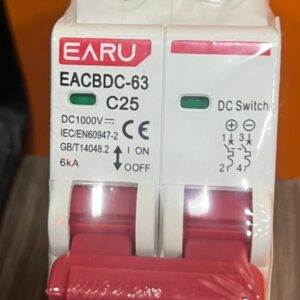 EARU
EACBDC-63
C25
DC1000V
IEC/EN60947-2
GB/T14048.2
6kA
CE
I ON
O OFF
DC Switch
+ -
1 3
2 4